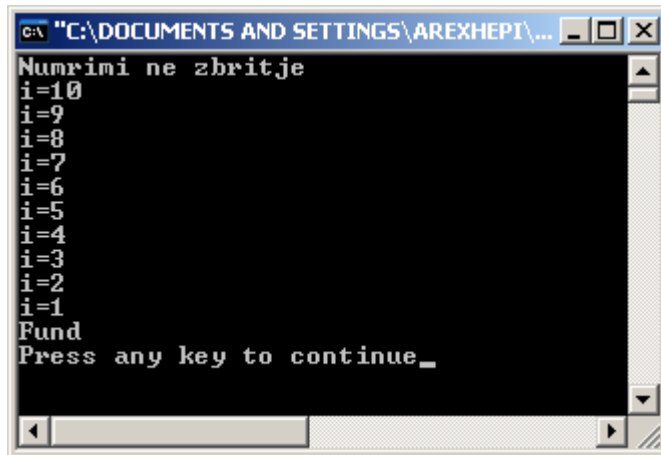 "C:\DOCUMENTS AND SETTINGS\AREXHEPI\...
Numrimi ne zbritje
i=10
i=9
i=8
i=7
i=6
i=5
i=4
i=3
i=2
i=1
Fund
Press any key to continue_